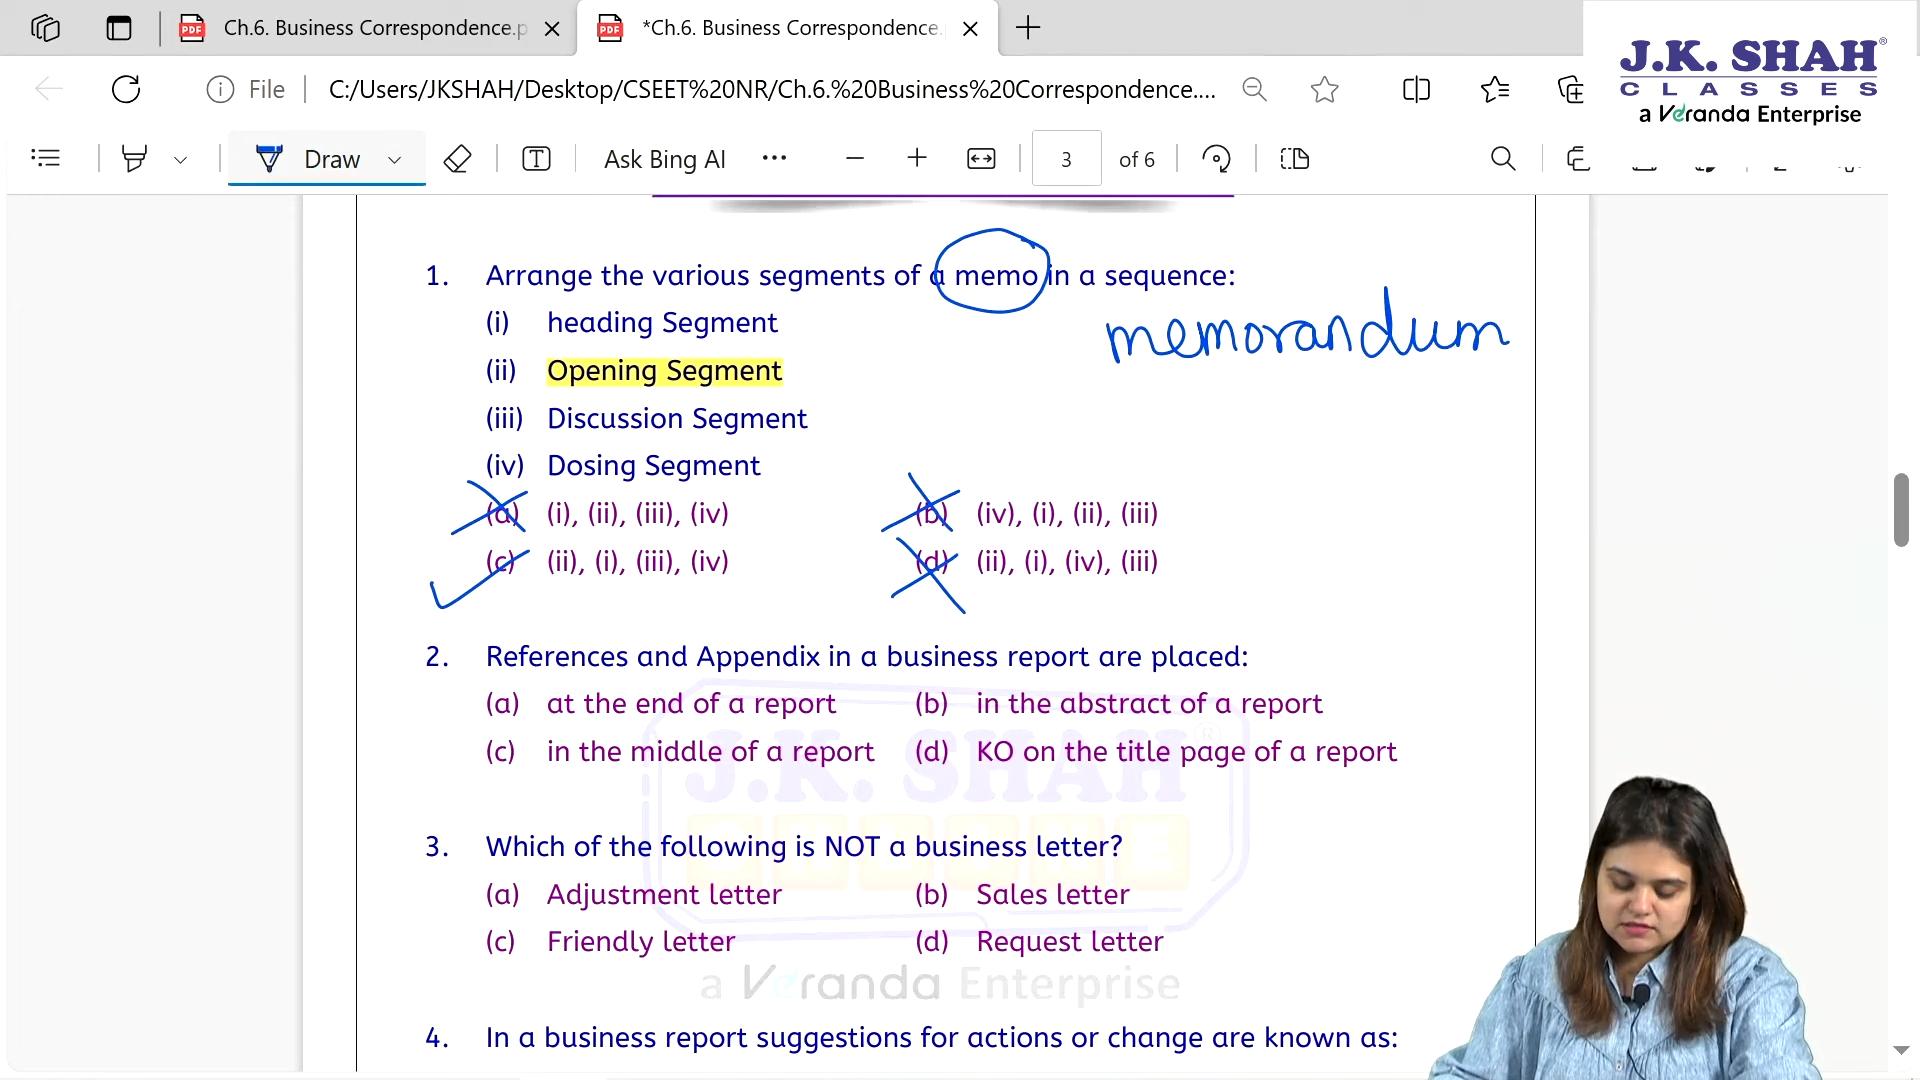 Ch.6. Business Correspondence.p
*Ch.6. Business Correspondence.
J.K. SHAH®
CLASSES
a Veranda Enterprise
File
C:/Users/JKSHAH/Desktop/CSEET%20NR/Ch.6.%20Business%20Correspondence....
Draw
Ask Bing AI
3
of 6
1. Arrange the various segments of a memo in a sequence:
memorandum
(i) heading Segment
(ii) Opening Segment
(iii) Discussion Segment
(iv) Dosing Segment
(a) (i), (ii), (iii), (iv) (b) (iv), (i), (ii), (iii)
(c) (ii), (i), (iii), (iv) (d) (ii), (i), (iv), (iii)
2. References and Appendix in a business report are placed:
(a) at the end of a report (b) in the abstract of a report
(c) in the middle of a report (d) KO on the title page of a report
J.K. SHAH®
3. Which of the following is NOT a business letter?
(a) Adjustment letter (b) Sales letter
(c) Friendly letter (d) Request letter
a Veranda Enterprise
4. In a business report suggestions for actions or change are known as: